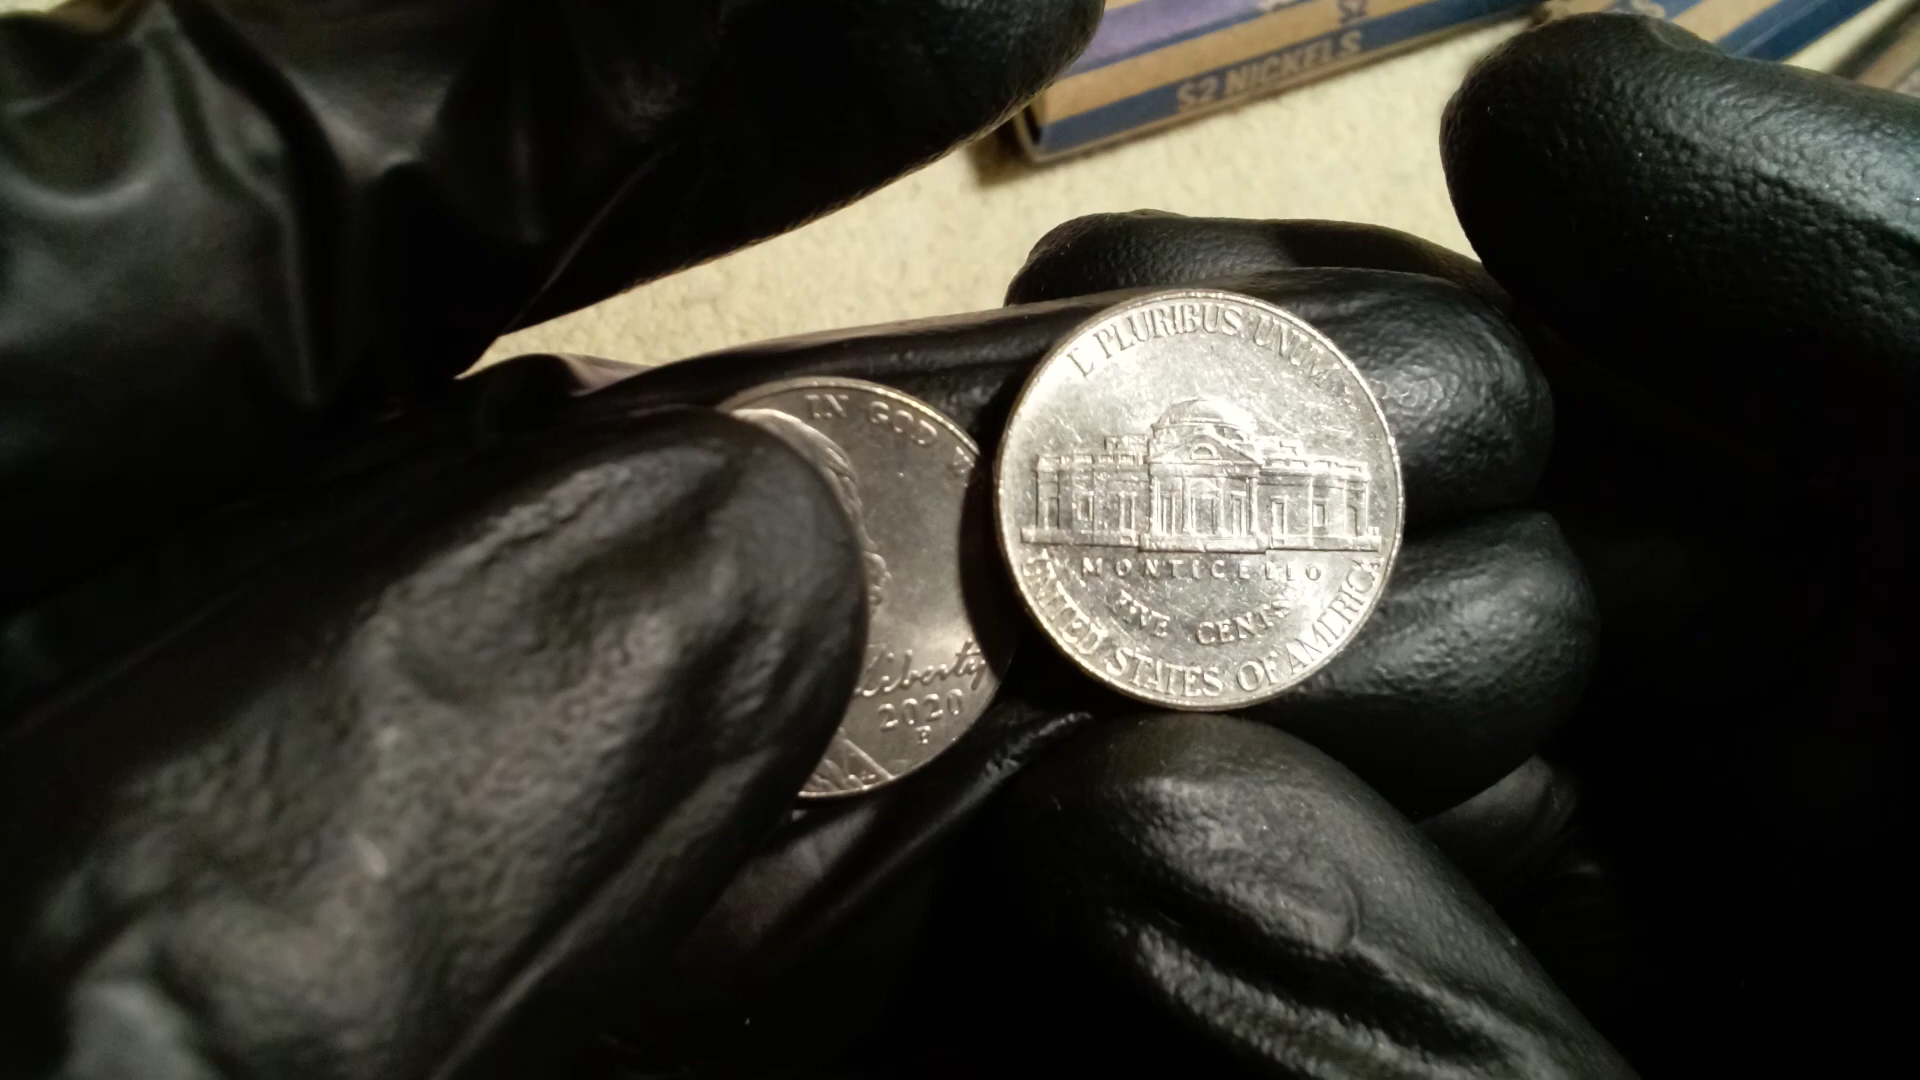 $2 NICKELS
IN GOD
Liberty
2020
P
E PLURIBUS UNUM
MONTICELLO
FIVE CENTS
UNITED STATES OF AMERICA